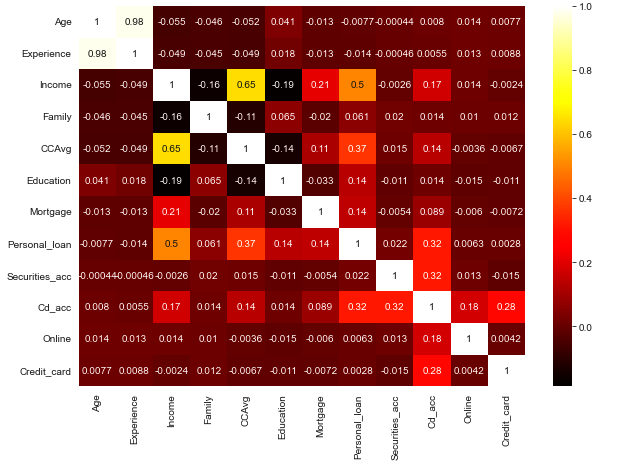 Age 1 0.98 -0.055 -0.046 -0.052 0.041 -0.013 -0.0077 -0.00044 0.008 0.014 0.0077
Experience 0.98 1 -0.049 -0.045 -0.049 0.018 -0.013 -0.014 -0.00046 0.0055 0.013 0.0088
Income -0.055 -0.049 1 -0.16 0.65 -0.19 0.21 0.5 -0.0026 0.17 0.014 -0.0024
Family -0.046 -0.045 -0.16 1 -0.11 0.065 -0.02 0.061 0.02 0.014 0.01 0.012
CCAvg -0.052 -0.049 0.65 -0.11 1 -0.14 0.11 0.37 0.015 0.14 -0.0036 -0.0067
Education 0.041 0.018 -0.19 0.065 -0.14 1 -0.033 0.14 -0.011 0.014 -0.015 -0.011
Mortgage -0.013 -0.013 0.21 -0.02 0.11 -0.033 1 0.14 -0.0054 0.089 -0.006 -0.0072
Personal_loan -0.0077 -0.014 0.5 0.061 0.37 0.14 0.14 1 0.022 0.32 0.0063 0.0028
Securities_acc -0.00044 -0.00046 -0.0026 0.02 0.015 -0.011 -0.0054 0.022 1 0.32 0.013 -0.015
Cd_acc 0.008 0.0055 0.17 0.014 0.14 0.014 0.089 0.32 0.32 1 0.18 0.28
Online 0.014 0.013 0.014 0.01 -0.0036 -0.015 -0.006 0.0063 0.013 0.18 1 0.0042
Credit_card 0.0077 0.0088 -0.0024 0.012 -0.0067 -0.011 -0.0072 0.0028 -0.015 0.28 0.0042 1
Age
Experience
Income
Family
CCAvg
Education
Mortgage
Personal_loan
Securities_acc
Cd_acc
Online
Credit_card
1.0
0.8
0.6
0.4
0.2
0.0